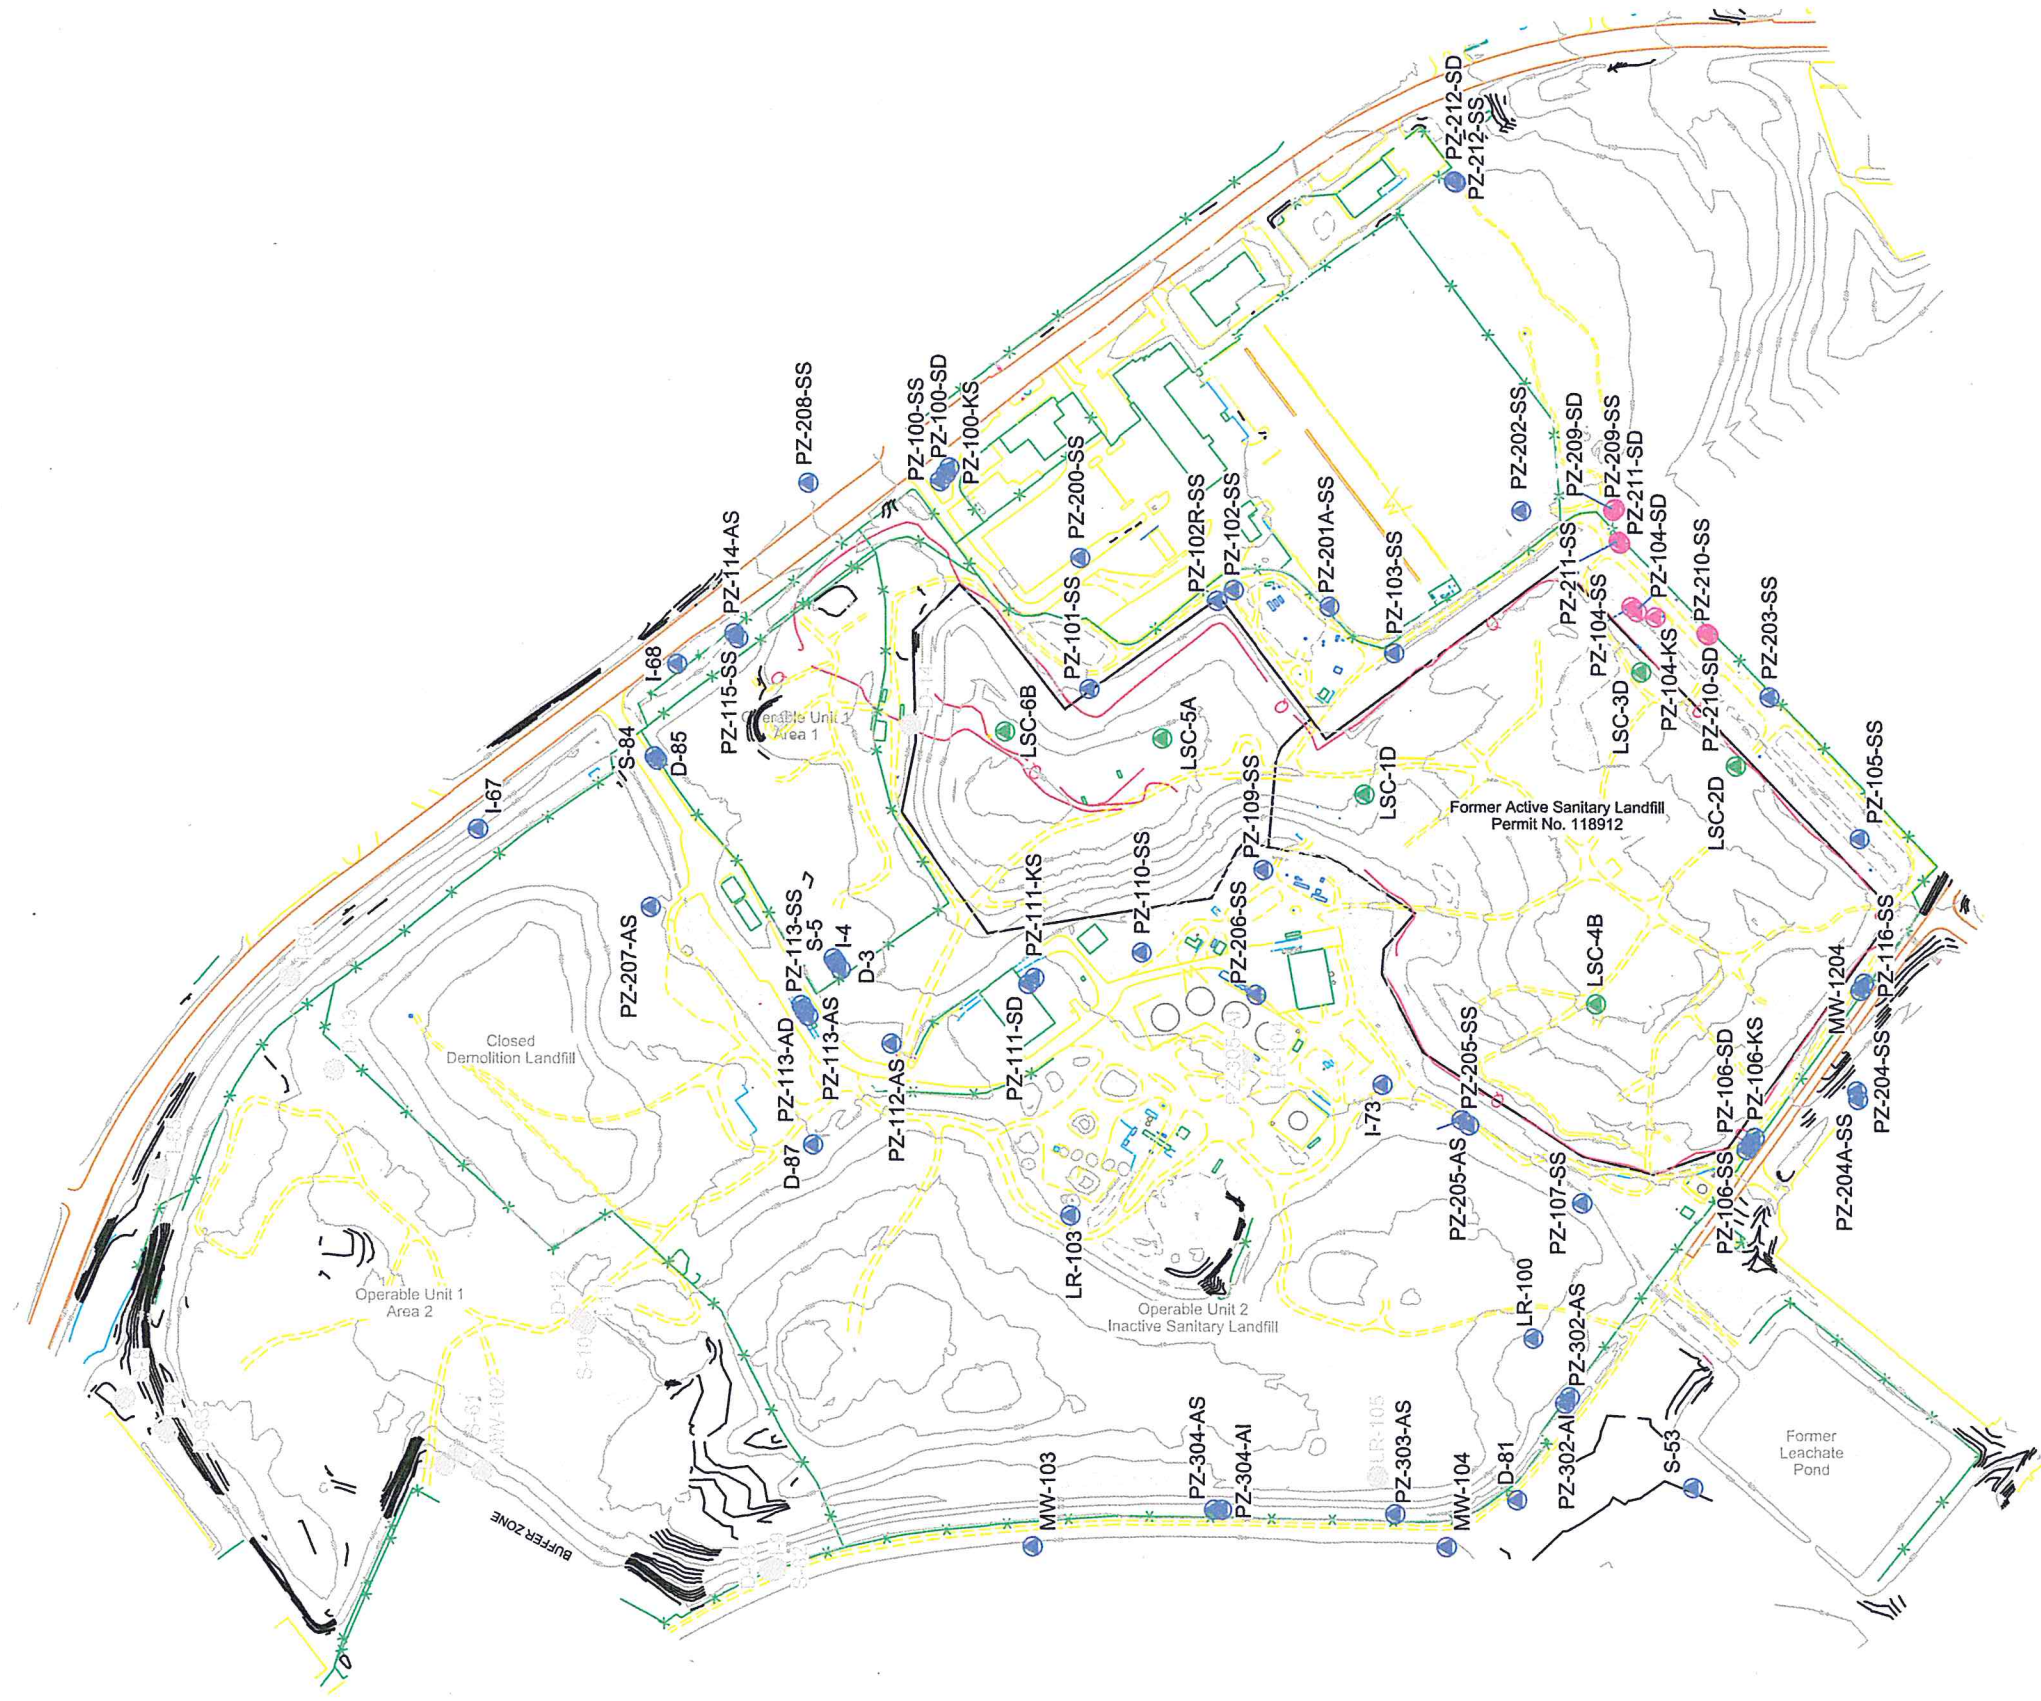 PZ-212-SD
PZ-212-SS
PZ-208-SS
PZ-100-SS
PZ-100-SD
PZ-100-KS
PZ-200-SS
PZ-202-SS
PZ-209-SD
PZ-209-SS
PZ-211-SD
PZ-211-SS
PZ-102R-SS
PZ-102-SS
PZ-201A-SS
PZ-103-SS
PZ-101-SS
PZ-114-AS
I-68
PZ-115-SS
PZ-104-SS
PZ-104-SD
PZ-104-KS
PZ-210-SS
PZ-210-SD
PZ-203-SS
LSC-3D
Operable Unit 1
Area 1
S-84
D-85
LSC-6B
LSC-5A
LSC-1D
LSC-2D
I-67
Former Active Sanitary Landfill
Permit No. 118912
PZ-105-SS
PZ-109-SS
PZ-207-AS
PZ-113-SS
S-5
I-4
D-3
PZ-111-KS
PZ-110-SS
PZ-206-SS
LSC-4B
MW-1204
PZ-116-SS
Closed
Demolition Landfill
PZ-113-AD
PZ-113-AS
PZ-112-AS
PZ-111-SD
I-73
PZ-205-SS
PZ-205-AS
PZ-106-SD
PZ-106-KS
PZ-106-SS
PZ-204-SS
PZ-204A-SS
D-87
PZ-107-SS
LR-103
LR-104
Operable Unit 1
Area 2
Operable Unit 2
Inactive Sanitary Landfill
LR-100
PZ-302-AS
PZ-302-AI
PZ-304-AS
PZ-304-AI
LR-105
PZ-303-AS
MW-103
MW-104
D-81
S-53
Former
Leachate
Pond
BUFFER ZONE